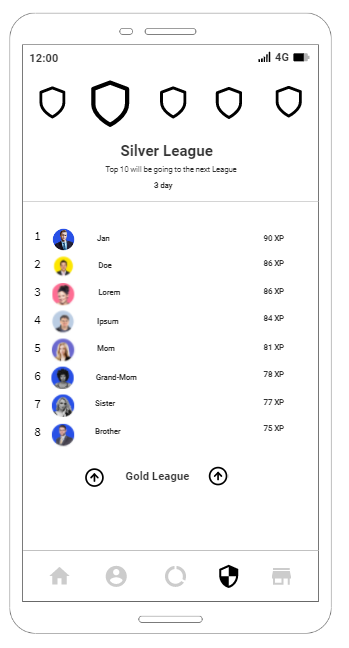 12:00 4G
Silver League
Top 10 will be going to the next League
3 day
1 Jan 90 XP
2 Doe 86 XP
3 Lorem 86 XP
4 Ipsum 84 XP
5 Mom 81 XP
6 Grand-Mom 78 XP
7 Sister 77 XP
8 Brother 75 XP
Gold League